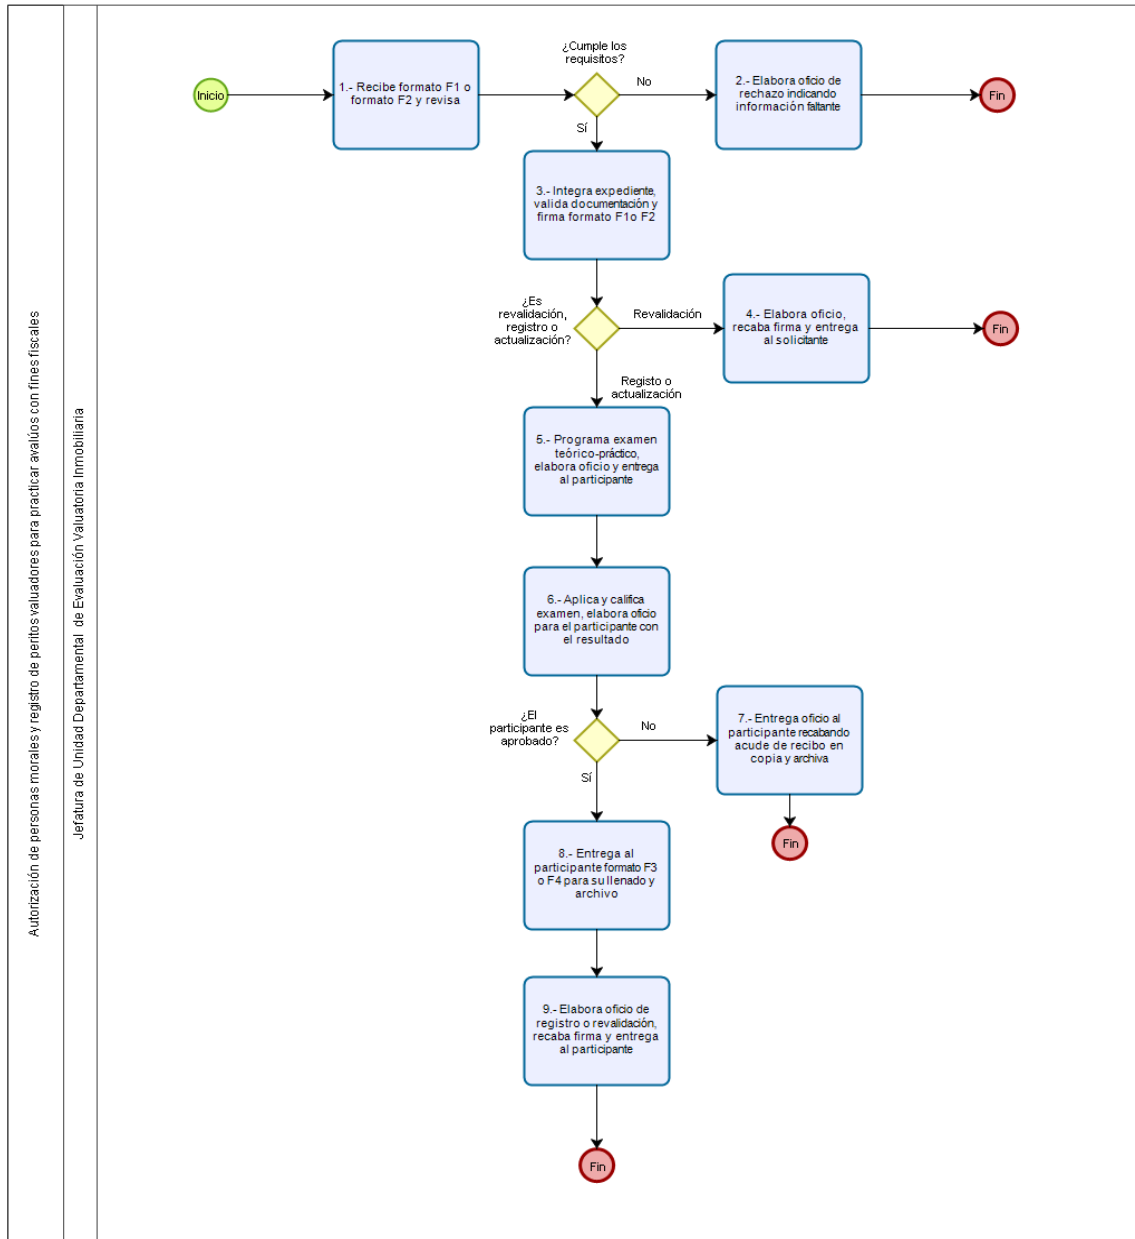 Autorización de personas morales y registro de peritos valuadores para practicar avalúos con fines fiscales
Jefatura de Unidad Departamental de Evaluación Valuatoria Inmobiliaria
Inicio
1.- Recibe formato F1 o
formato F2 y revisa
¿Cumple los
requisitos?
No
2.- Elabora oficio de
rechazo indicando
información faltante
Fin
Sí
3.- Integra expediente,
valida documentación y
firma formato F1o F2
¿Es
revalidación,
registro o
actualización?
Revalidación
4.- Elabora oficio,
recaba firma y entrega
al solicitante
Fin
Registo o
actualización
5.- Programa examen
teórico-práctico,
elabora oficio y entrega
al participante
6.- Aplica y califica
examen, elabora oficio
para el participante con
el resultado
¿El
participante es
aprobado?
No
7.- Entrega oficio al
participante recabando
acude de recibo en
copia y archiva
Fin
Sí
8.- Entrega al
participante formato F3
o F4 para su llenado y
archivo
9.- Elabora oficio de
registro o revalidación,
recaba firma y entrega
al participante
Fin